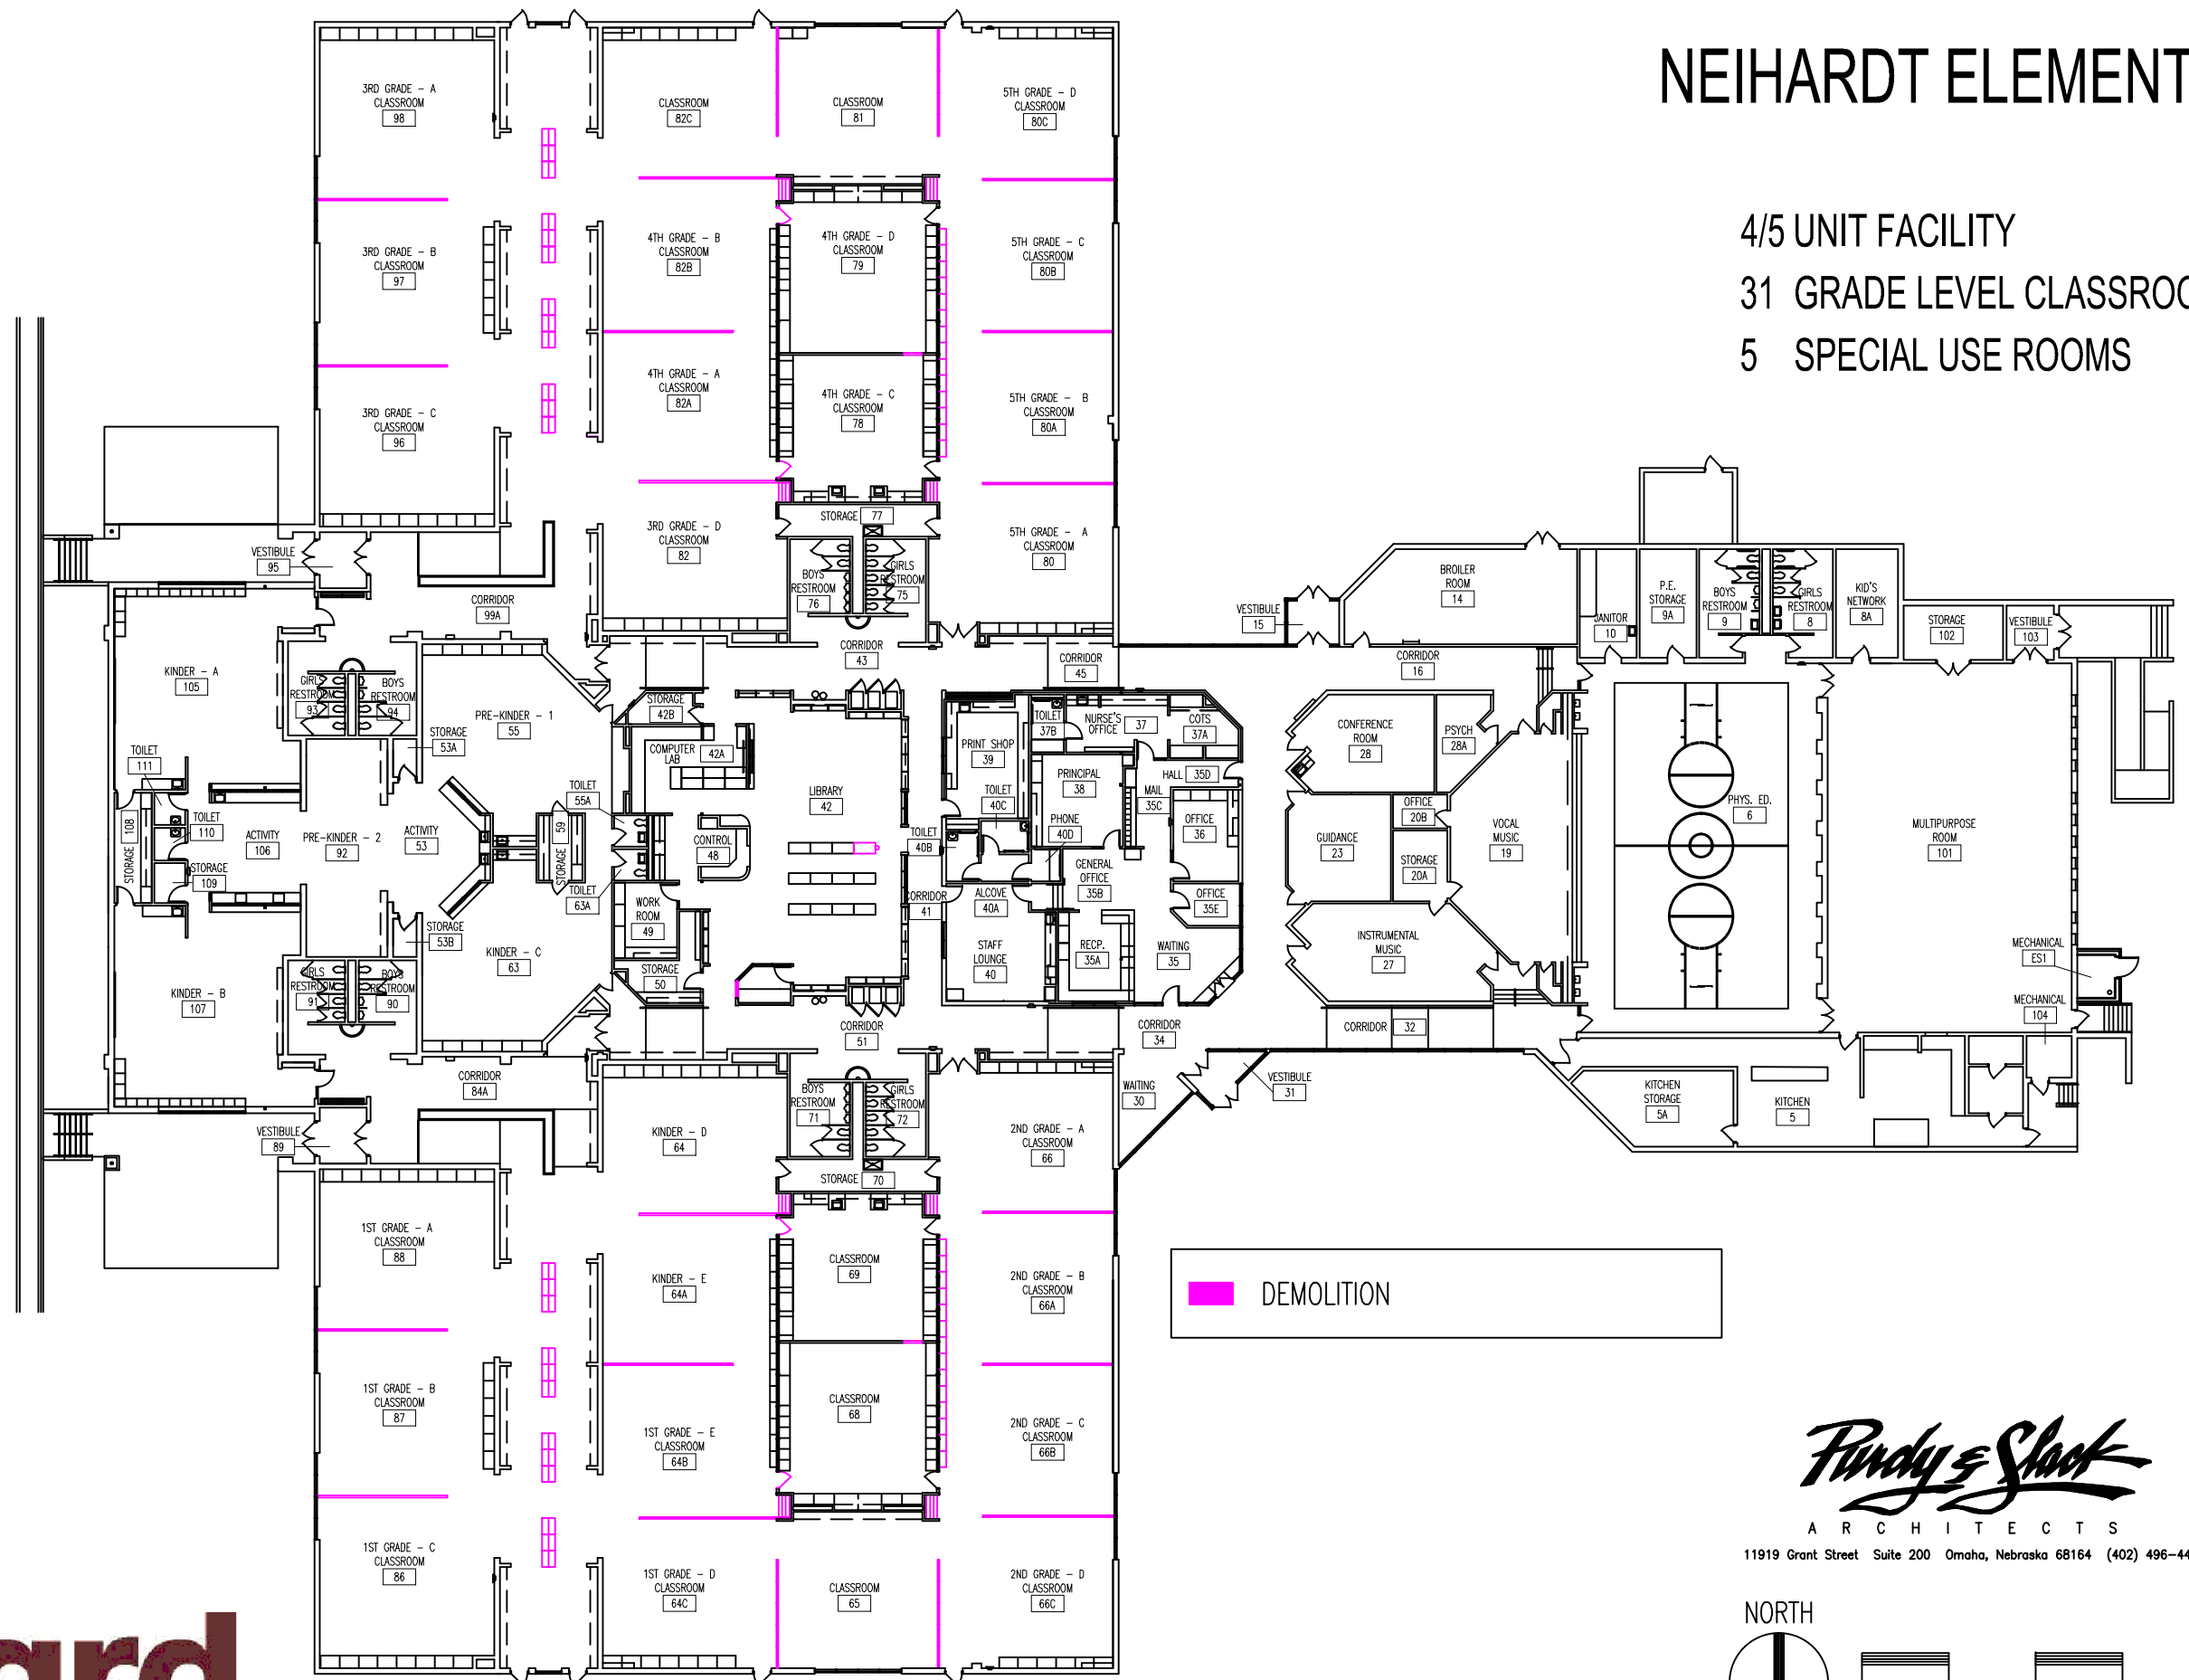 NEIHARDT ELEMENT
4/5 UNIT FACILITY
31 GRADE LEVEL CLASSROO
5 SPECIAL USE ROOMS
3RD GRADE - A
CLASSROOM
98
CLASSROOM
82C
CLASSROOM
81
5TH GRADE - D
CLASSROOM
80C
3RD GRADE - B
CLASSROOM
97
4TH GRADE - B
CLASSROOM
82B
4TH GRADE - D
CLASSROOM
79
5TH GRADE - C
CLASSROOM
80B
3RD GRADE - C
CLASSROOM
96
4TH GRADE - A
CLASSROOM
82A
4TH GRADE - C
CLASSROOM
78
5TH GRADE - B
CLASSROOM
80A
3RD GRADE - D
CLASSROOM
82
STORAGE 77
5TH GRADE - A
CLASSROOM
80
VESTIBULE
95
BOYS
RESTROOM
76
GIRLS
RESTROOM
75
CORRIDOR
99A
CORRIDOR
43
CORRIDOR
45
VESTIBULE
15
BROILER
ROOM
14
JANITOR
10
P.E.
STORAGE
9A
BOYS
RESTROOM
9
GIRLS
RESTROOM
8
KID'S
NETWORK
8A
STORAGE
102
VESTIBULE
103
CORRIDOR
16
KINDER - A
105
GIRLS
RESTROOM
93
BOYS
RESTROOM
94
STORAGE
53A
PRE-KINDER - 1
55
STORAGE
42B
COMPUTER
LAB
42A
PRINT SHOP
39
TOILET
37B
NURSE'S
OFFICE
37
COTS
37A
CONFERENCE
ROOM
28
PSYCH
28A
TOILET
111
TOILET
110
STORAGE 108
STORAGE
109
ACTIVITY
106
PRE-KINDER - 2
92
ACTIVITY
53
TOILET
55A
STORAGE 59
TOILET
63A
CONTROL
48
LIBRARY
42
TOILET
40C
TOILET
40B
PRINCIPAL
38
PHONE
40D
HALL 35D
MAIL
35C
OFFICE
36
OFFICE
20B
GUIDANCE
23
STORAGE
20A
VOCAL
MUSIC
19
PHYS. ED.
6
MULTIPURPOSE
ROOM
101
GENERAL
OFFICE
35B
OFFICE
35E
ALCOVE
40A
CORRIDOR
41
WORK
ROOM
49
STORAGE
53B
KINDER - C
63
STORAGE
50
STAFF
LOUNGE
40
RECP.
35A
WAITING
35
INSTRUMENTAL
MUSIC
27
MECHANICAL
ES1
MECHANICAL
104
GIRLS
RESTROOM
91
BOYS
RESTROOM
90
KINDER - B
107
CORRIDOR
51
CORRIDOR
34
CORRIDOR 32
CORRIDOR
84A
WAITING
30
VESTIBULE
31
KITCHEN
STORAGE
5A
KITCHEN
5
VESTIBULE
89
KINDER - D
64
BOYS
RESTROOM
71
GIRLS
RESTROOM
72
STORAGE 70
2ND GRADE - A
CLASSROOM
66
1ST GRADE - A
CLASSROOM
88
KINDER - E
64A
CLASSROOM
69
2ND GRADE - B
CLASSROOM
66A
DEMOLITION
1ST GRADE - B
CLASSROOM
87
1ST GRADE - E
CLASSROOM
64B
CLASSROOM
68
2ND GRADE - C
CLASSROOM
66B
1ST GRADE - C
CLASSROOM
86
1ST GRADE - D
CLASSROOM
64C
CLASSROOM
65
2ND GRADE - D
CLASSROOM
66C
Purdy & Slack
ARCHITECTS
11919 Grant Street Suite 200 Omaha, Nebraska 68164 (402) 496-44
NORTH
ard